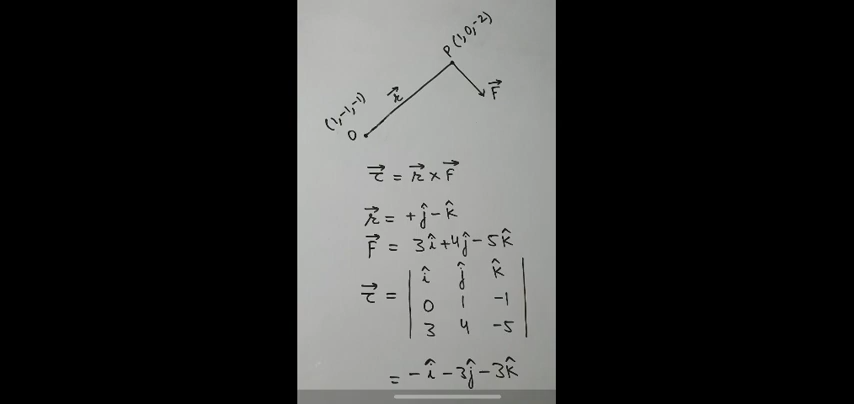 P (1,0,-2)
(1,-1,-1)
O
r⃗
F⃗
τ⃗ = r⃗ × F⃗
r⃗ = +ĵ - k̂
F⃗ = 3î + 4ĵ - 5k̂
î ĵ k̂
τ⃗ = 0 1 -1
3 4 -5
= -î - 3ĵ - 3k̂